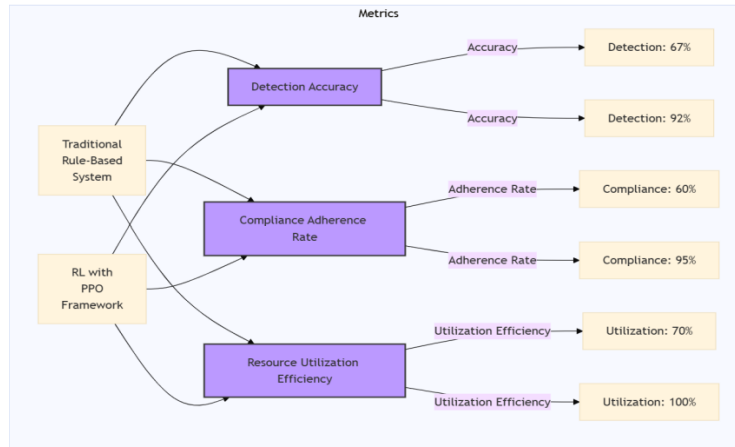 Metrics
Traditional
Rule-Based
System
RL with
PPO
Framework
Detection Accuracy
Compliance Adherence
Rate
Resource Utilization
Efficiency
Accuracy
Accuracy
Adherence Rate
Adherence Rate
Utilization Efficiency
Utilization Efficiency
Detection: 67%
Detection: 92%
Compliance: 60%
Compliance: 95%
Utilization: 70%
Utilization: 100%